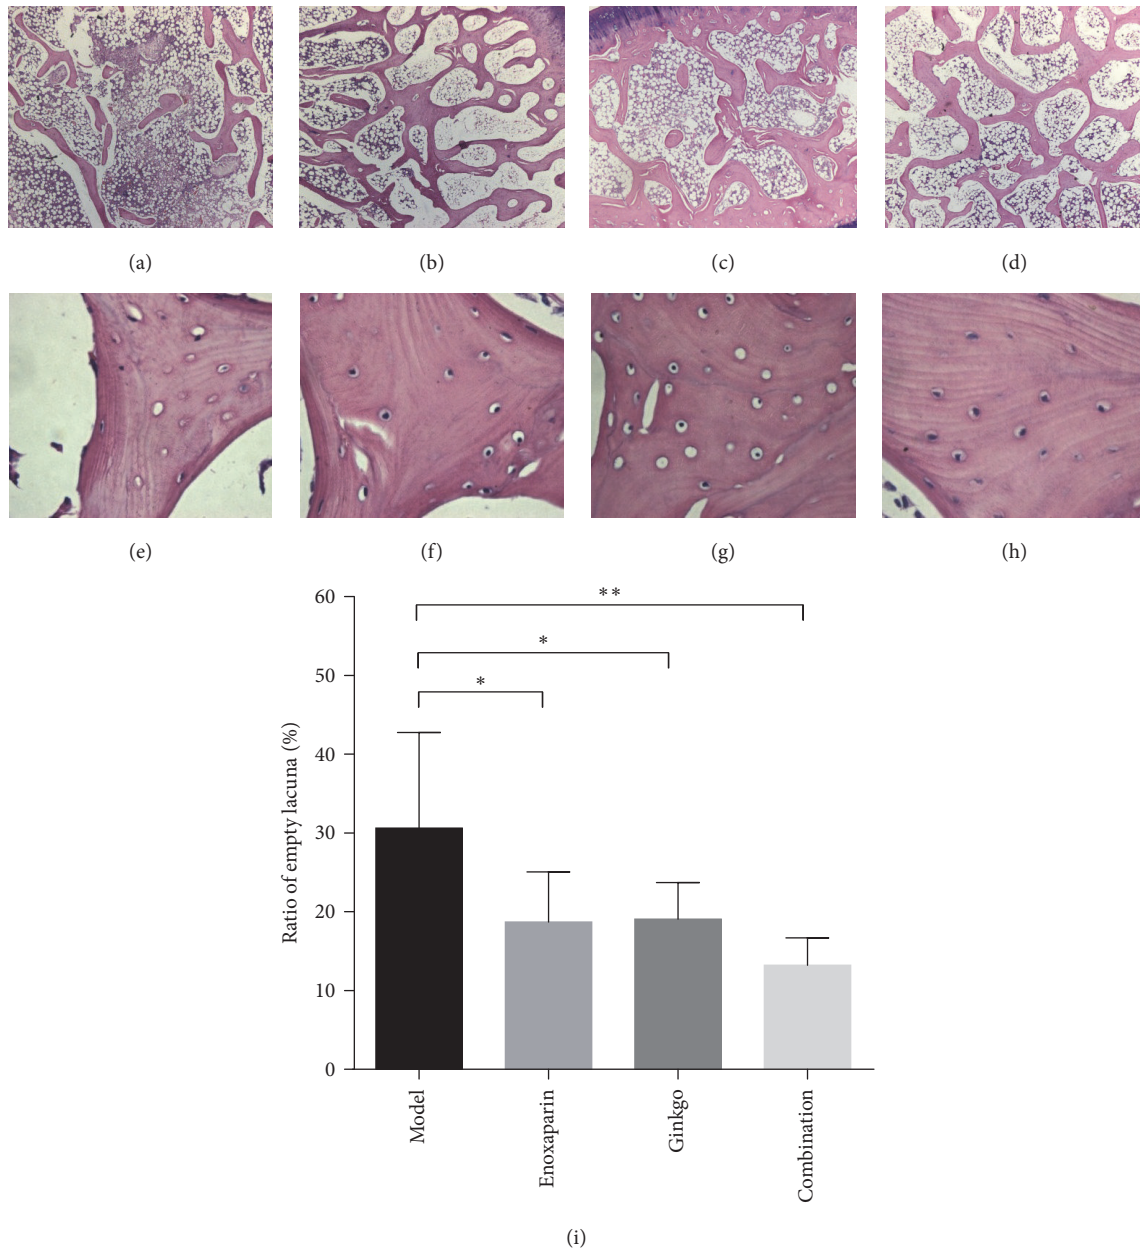 (a)
(b)
(c)
(d)
(e)
(f)
(g)
(h)
60
50
40
30
20
10
0
Ratio of empty lacuna (%)
**
*
*
Model
Enoxaparin
Ginkgo
Combination
(i)